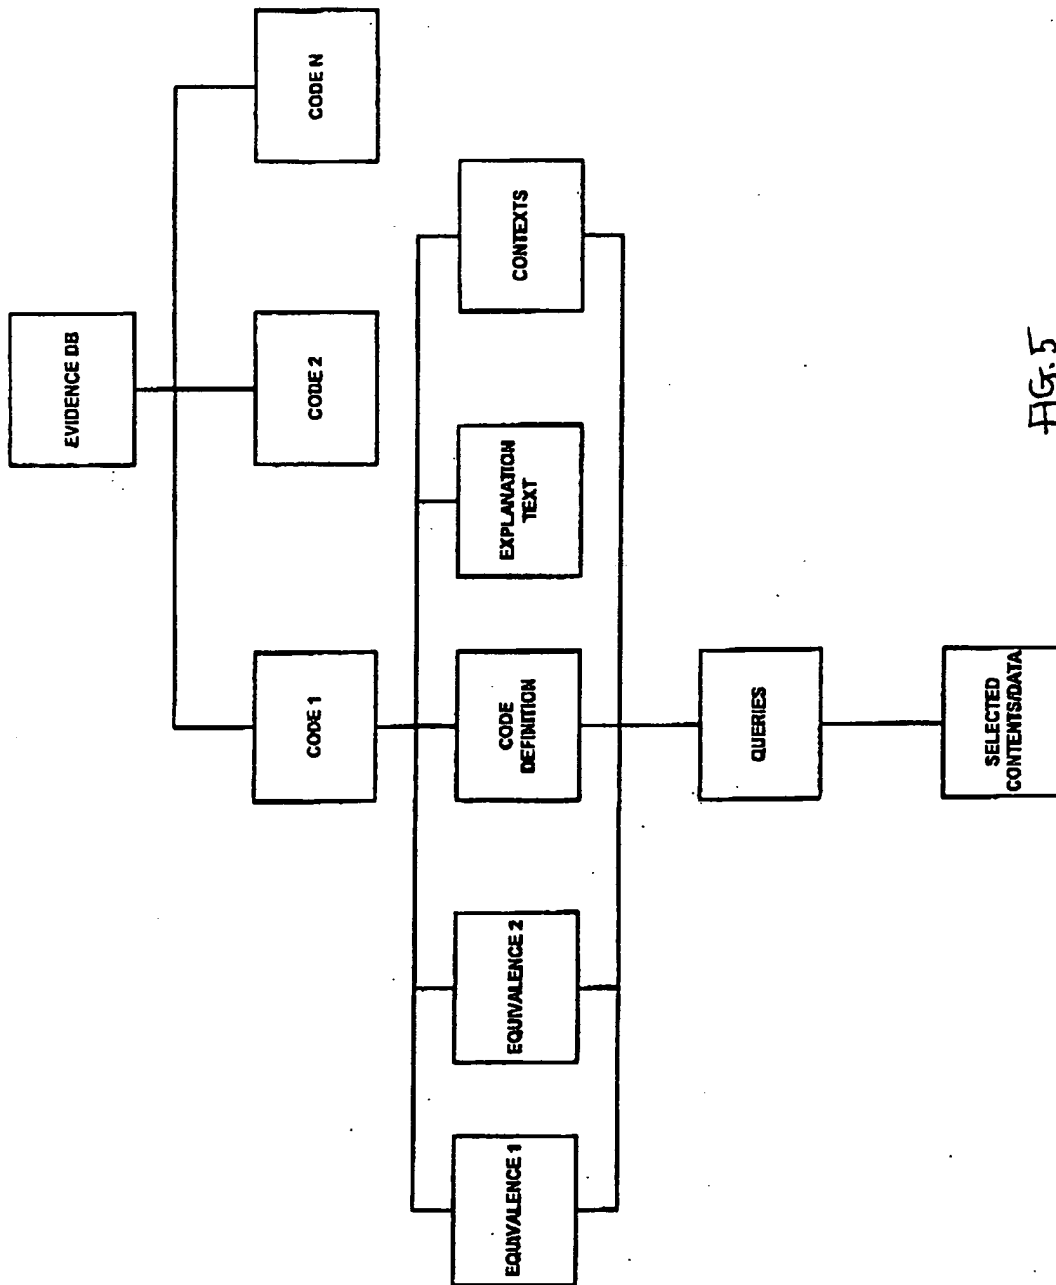 EVIDENCE DB
CODE 1
CODE 2
CODE N
EQUIVALENCE 1
EQUIVALENCE 2
CODE
DEFINITION
EXPLANATION
TEXT
CONTEXTS
QUERIES
SELECTED
CONTENTS/DATA
FIG. 5